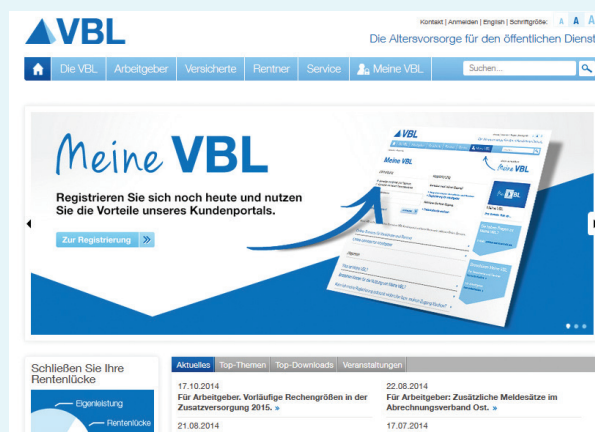 VBL
Kontakt | Anmelden | English | Schriftgröße: A A A
Die Altersvorsorge für den öffentlichen Dienst
Die VBL Arbeitgeber Versicherte Rentner Service Meine VBL Suchen...
Meine VBL
Registrieren Sie sich noch heute und nutzen
Sie die Vorteile unseres Kundenportals.
Zur Registrierung »
VBL
Meine VBL
Meine VBL
Schließen Sie Ihre
Rentenlücke
Eigenleistung
Rentenlücke
Aktuelles Top-Themen Top-Downloads Veranstaltungen
17.10.2014
Für Arbeitgeber. Vorläufige Rechengrößen in der
Zusatzversorgung 2015. »
22.08.2014
Für Arbeitgeber: Zusätzliche Meldesätze im
Abrechnungsverband Ost. »
21.08.2014
17.07.2014